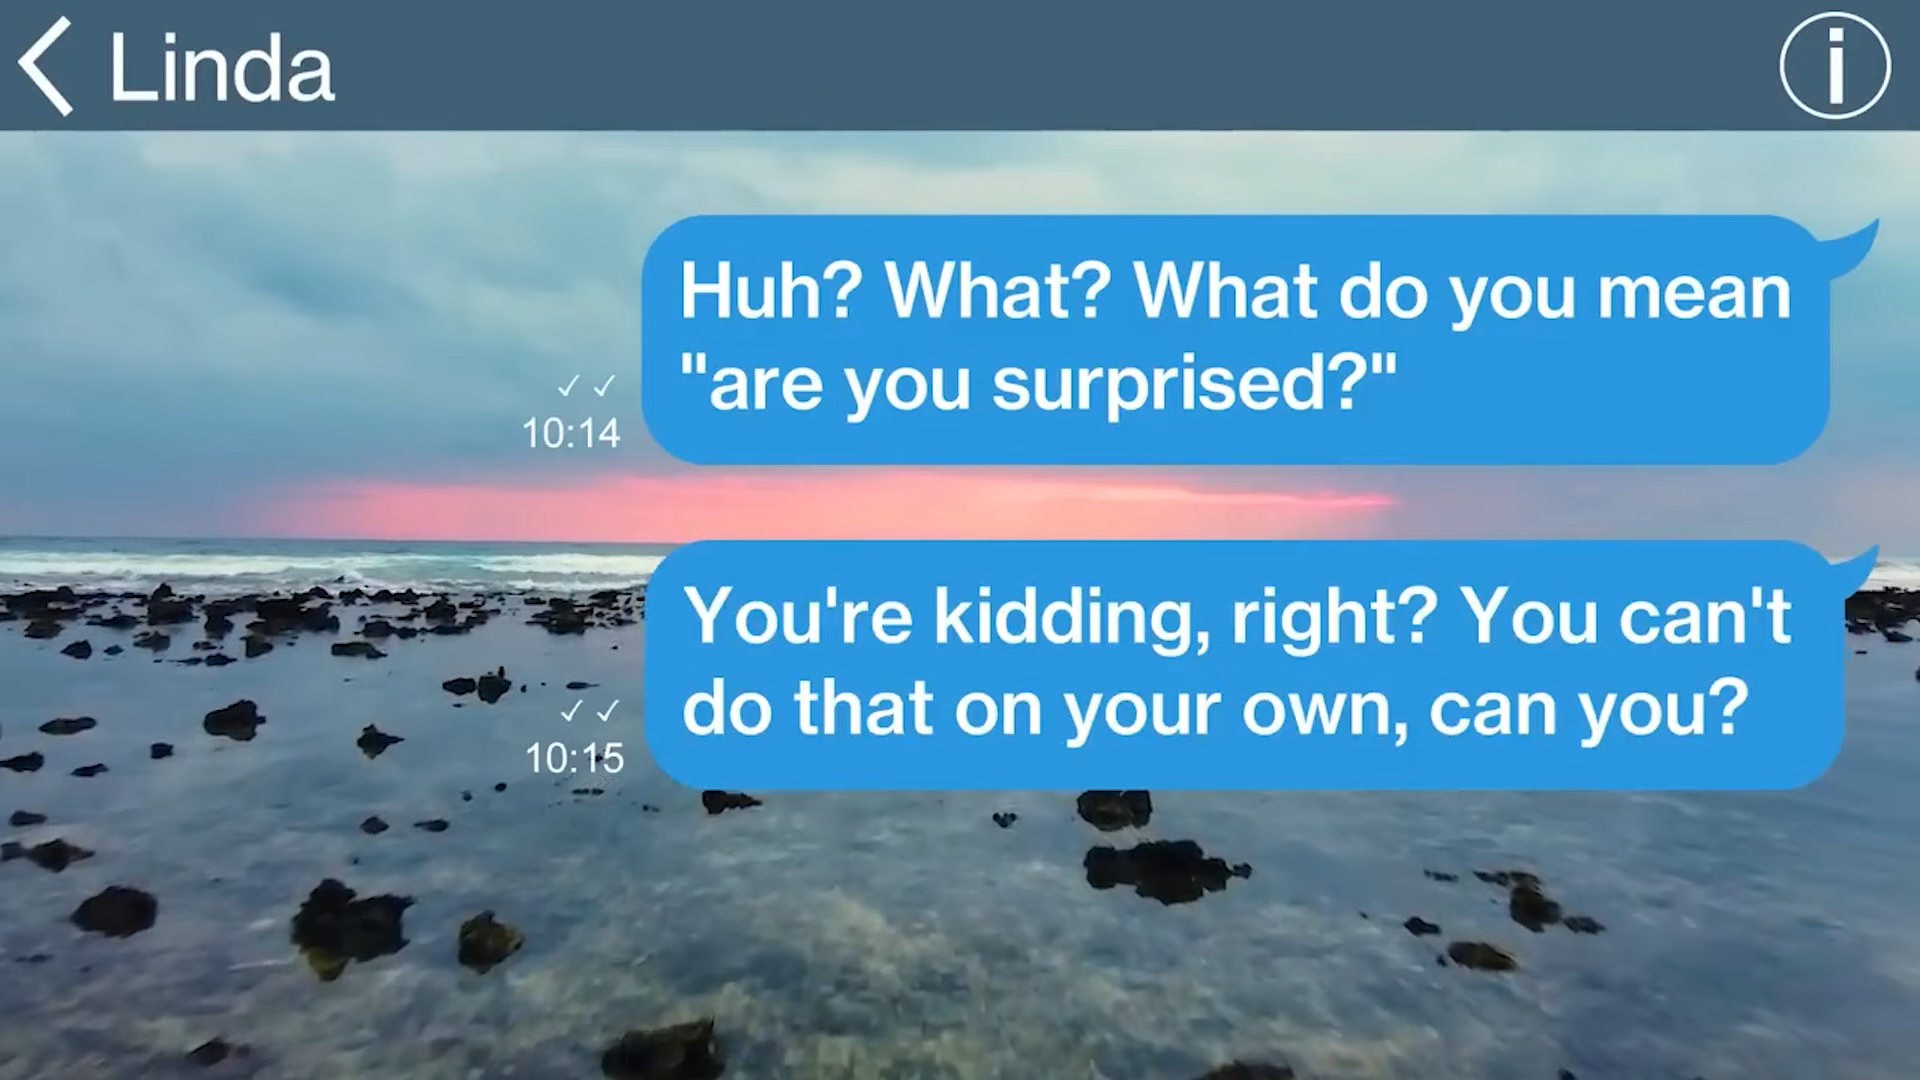 Linda
Huh? What? What do you mean
"are you surprised?"
10:14
You're kidding, right? You can't
do that on your own, can you?
10:15